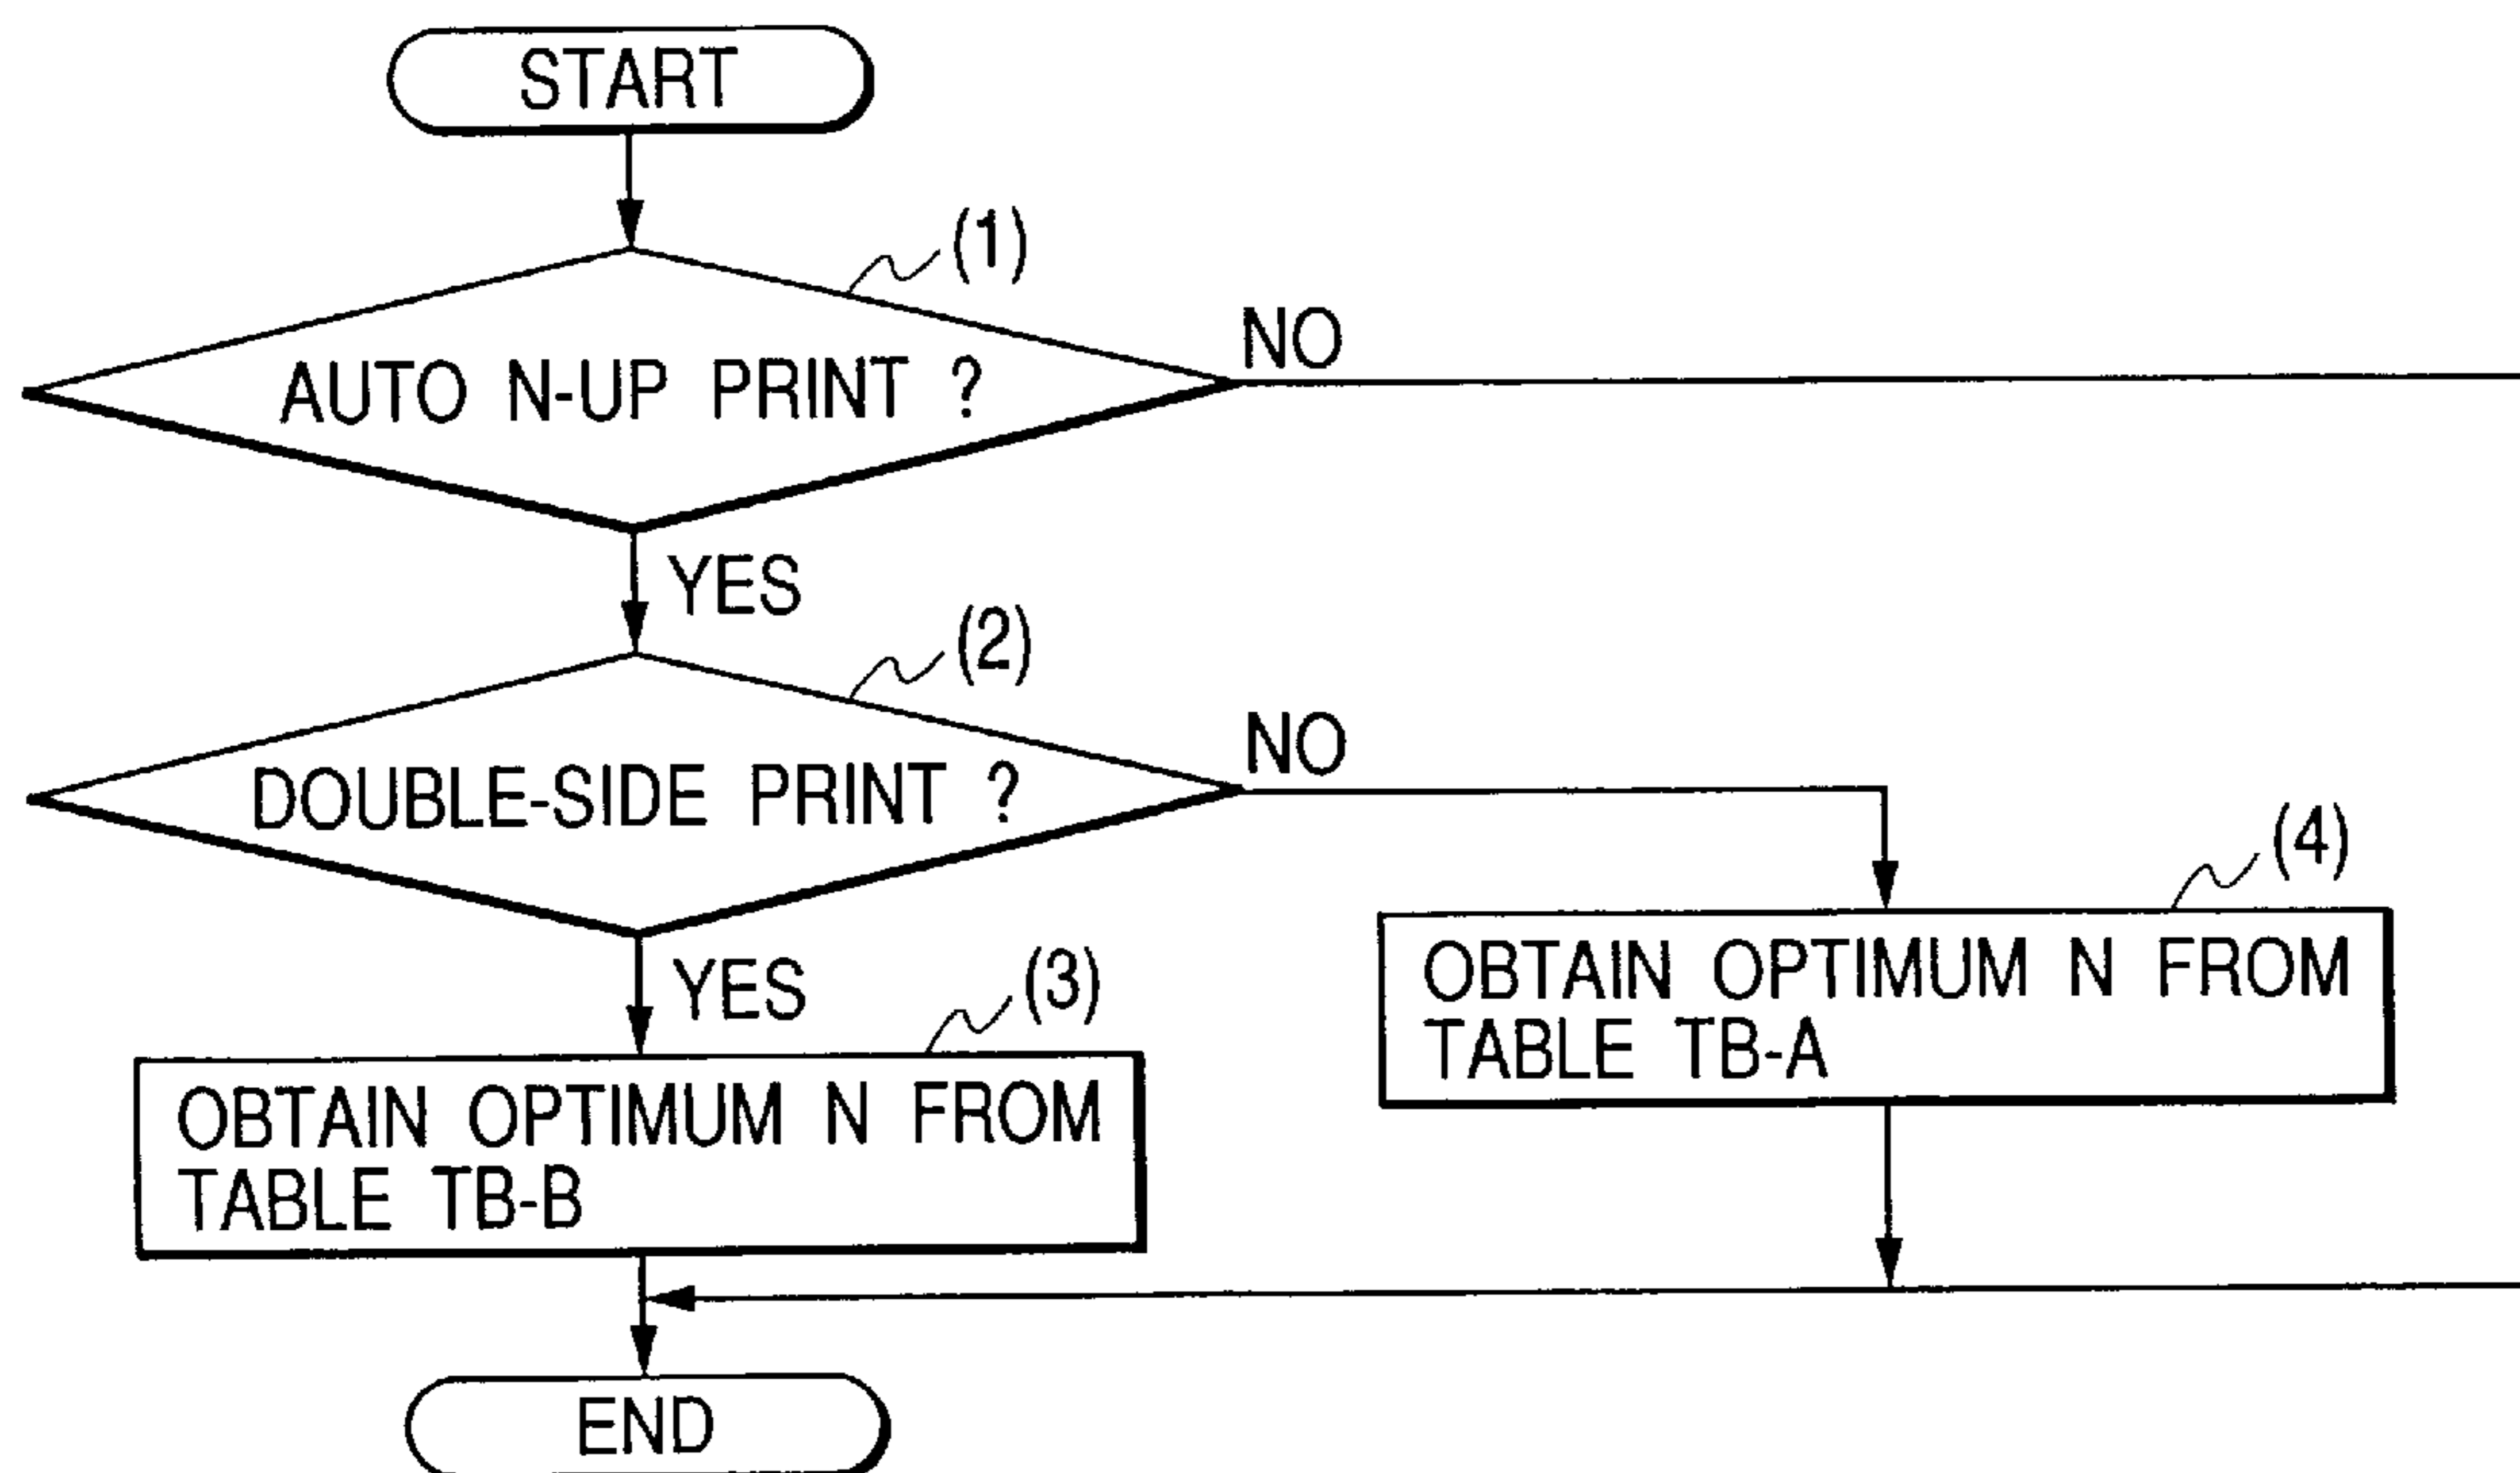 START
(1)
AUTO N-UP PRINT ?
NO
YES
(2)
DOUBLE-SIDE PRINT ?
NO
YES
(3)
OBTAIN OPTIMUM N FROM
TABLE TB-B
(4)
OBTAIN OPTIMUM N FROM
TABLE TB-A
END